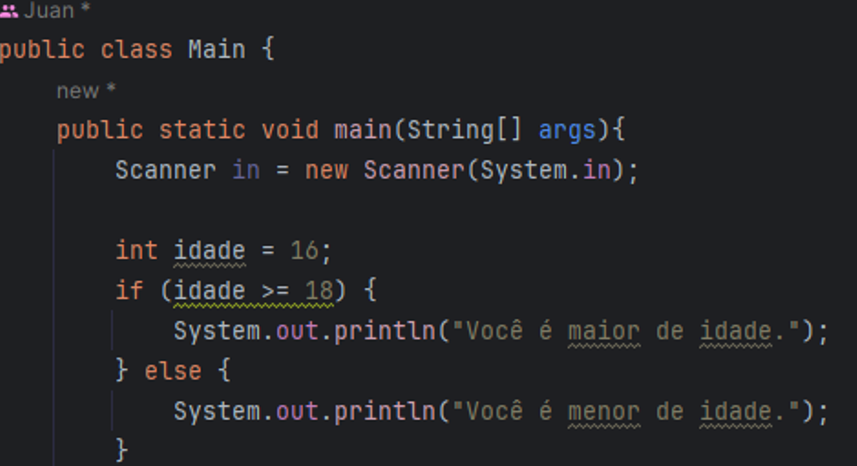 Juan *
public class Main {
new *
public static void main(String[] args){
Scanner in = new Scanner(System.in);
int idade = 16;
if (idade >= 18) {
System.out.println("Você é maior de idade.");
} else {
System.out.println("Você é menor de idade.");
}